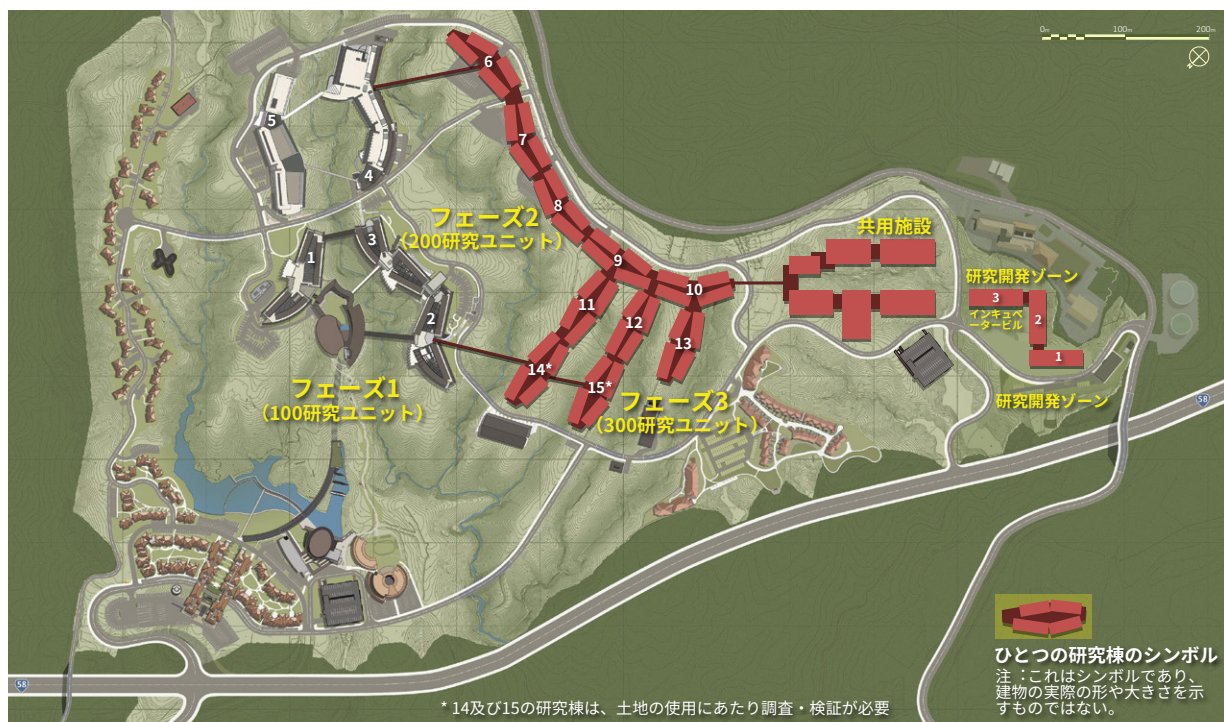 0m 100m 200m
6
5
7
4
8
フェーズ2
(200研究ユニット)
共用施設
3
1
9
研究開発ゾーン
10
11
3
インキュベ
ータービル
2
2
12
13
1
14*
15*
フェーズ1
(100研究ユニット)
フェーズ3
(300研究ユニット)
研究開発ゾーン
58
ひとつの研究棟のシンボル
注：これはシンボルであり、
建物の実際の形や大きさを示
すものではない。
58
* 14及び15の研究棟は、土地の使用にあたり調査・検証が必要